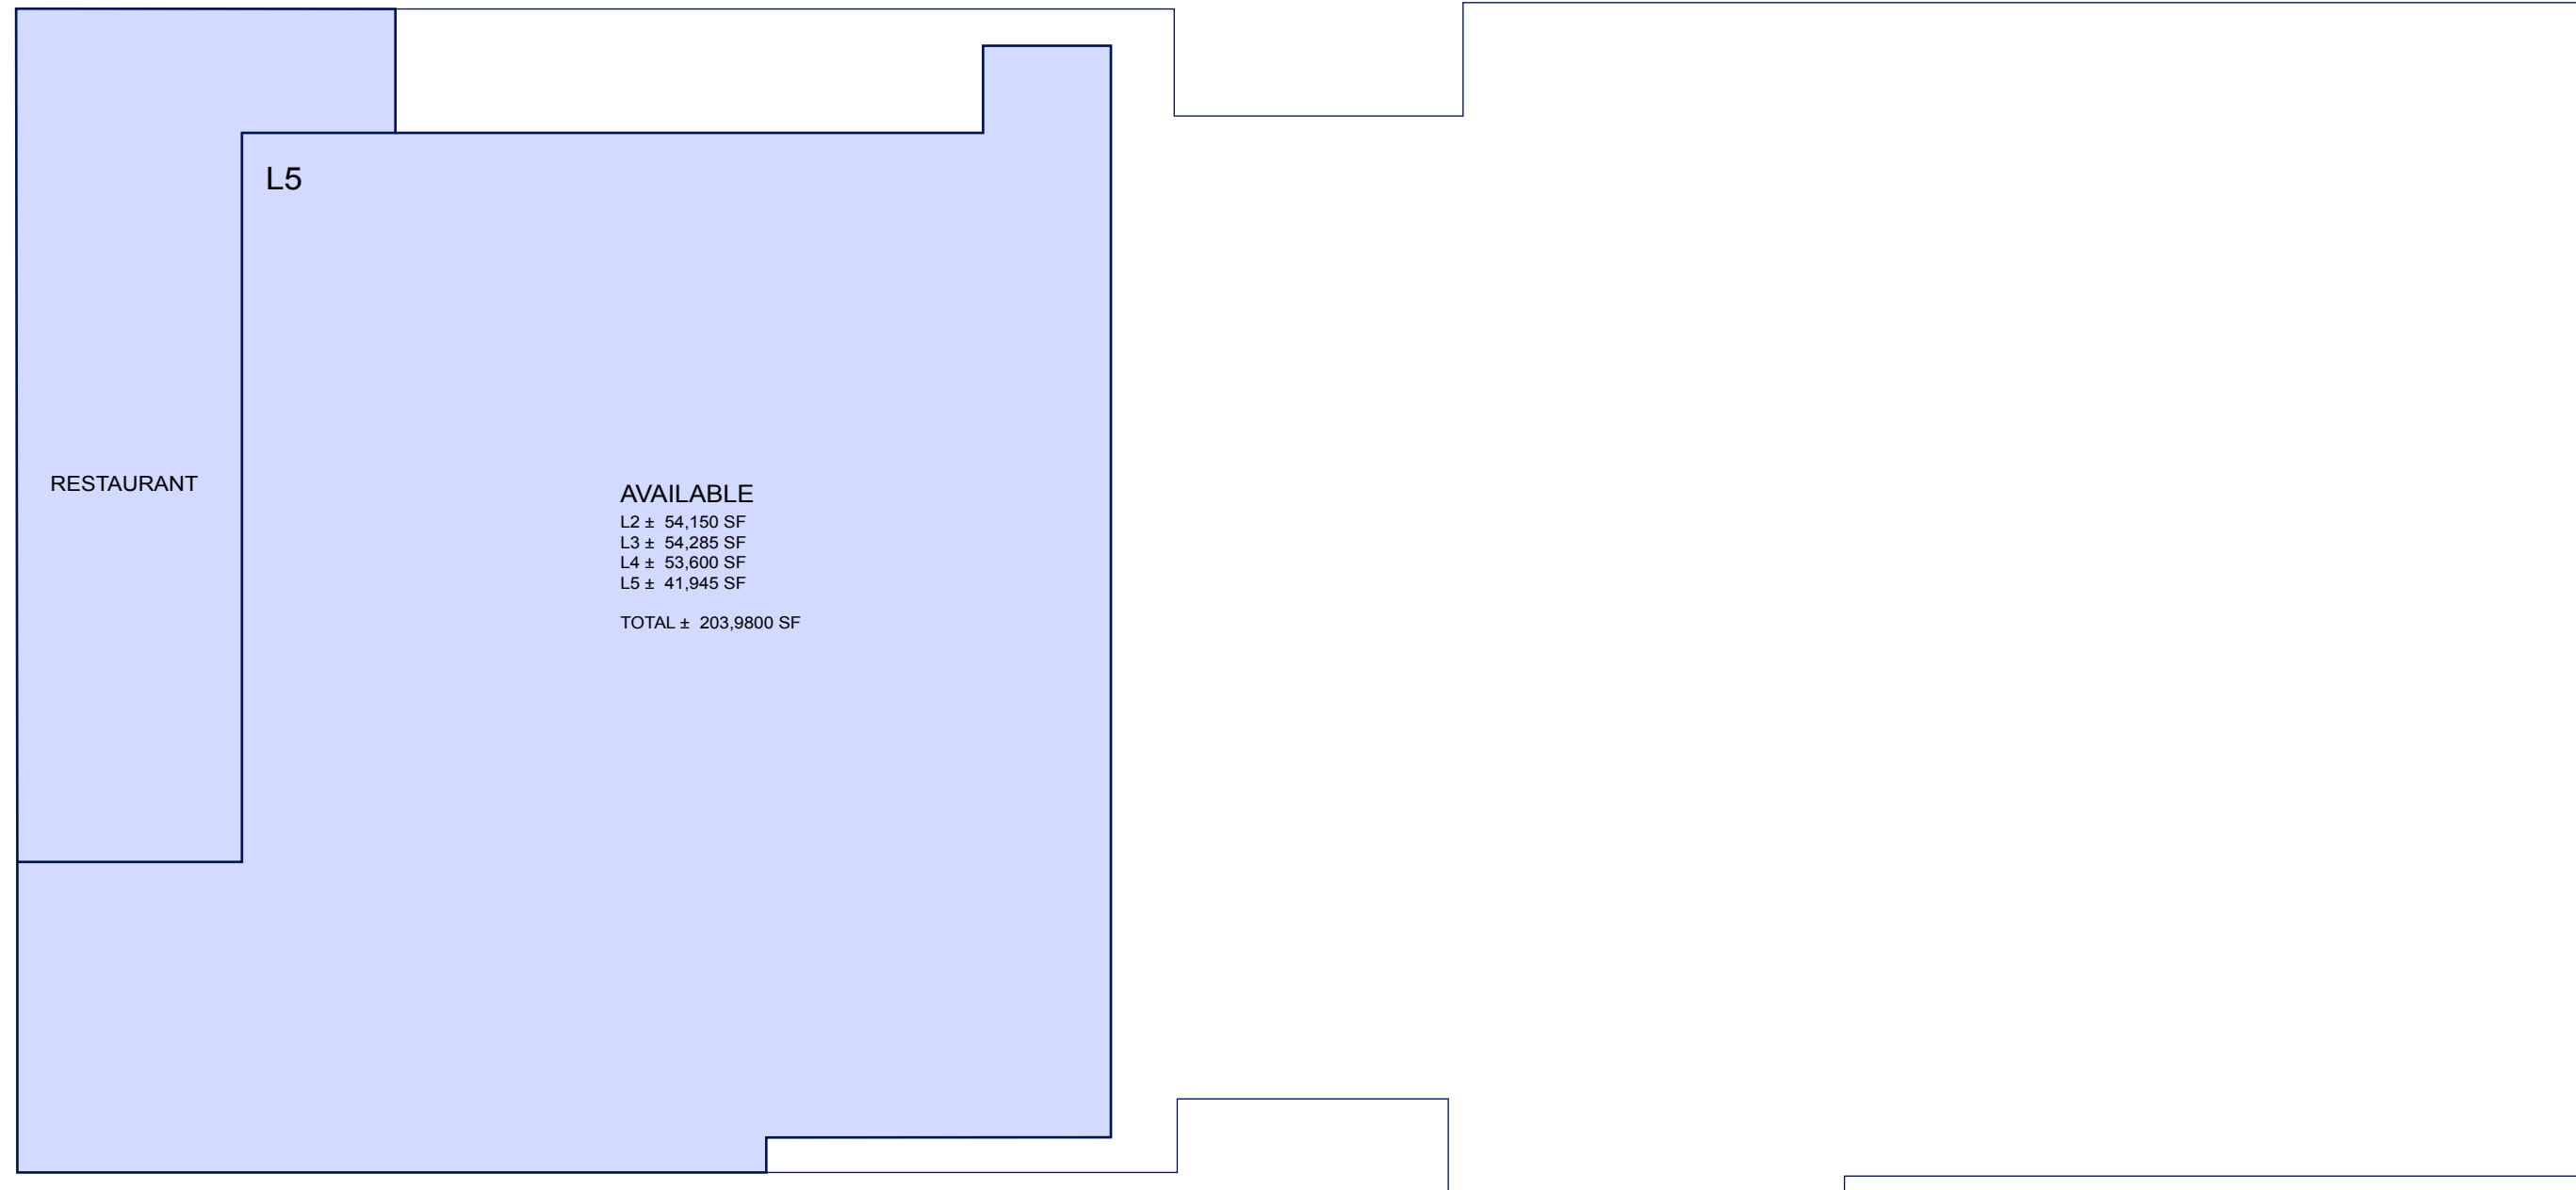 L5
RESTAURANT
AVAILABLE
L2 ± 54,150 SF
L3 ± 54,285 SF
L4 ± 53,600 SF
L5 ± 41,945 SF
TOTAL ± 203,9800 SF